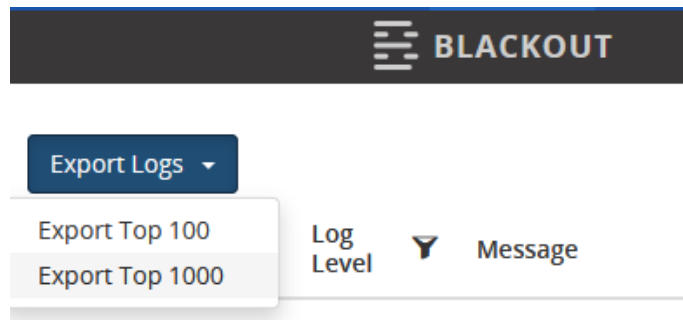 BLACKOUT
Export Logs
Export Top 100
Export Top 1000
Log
Level
Message